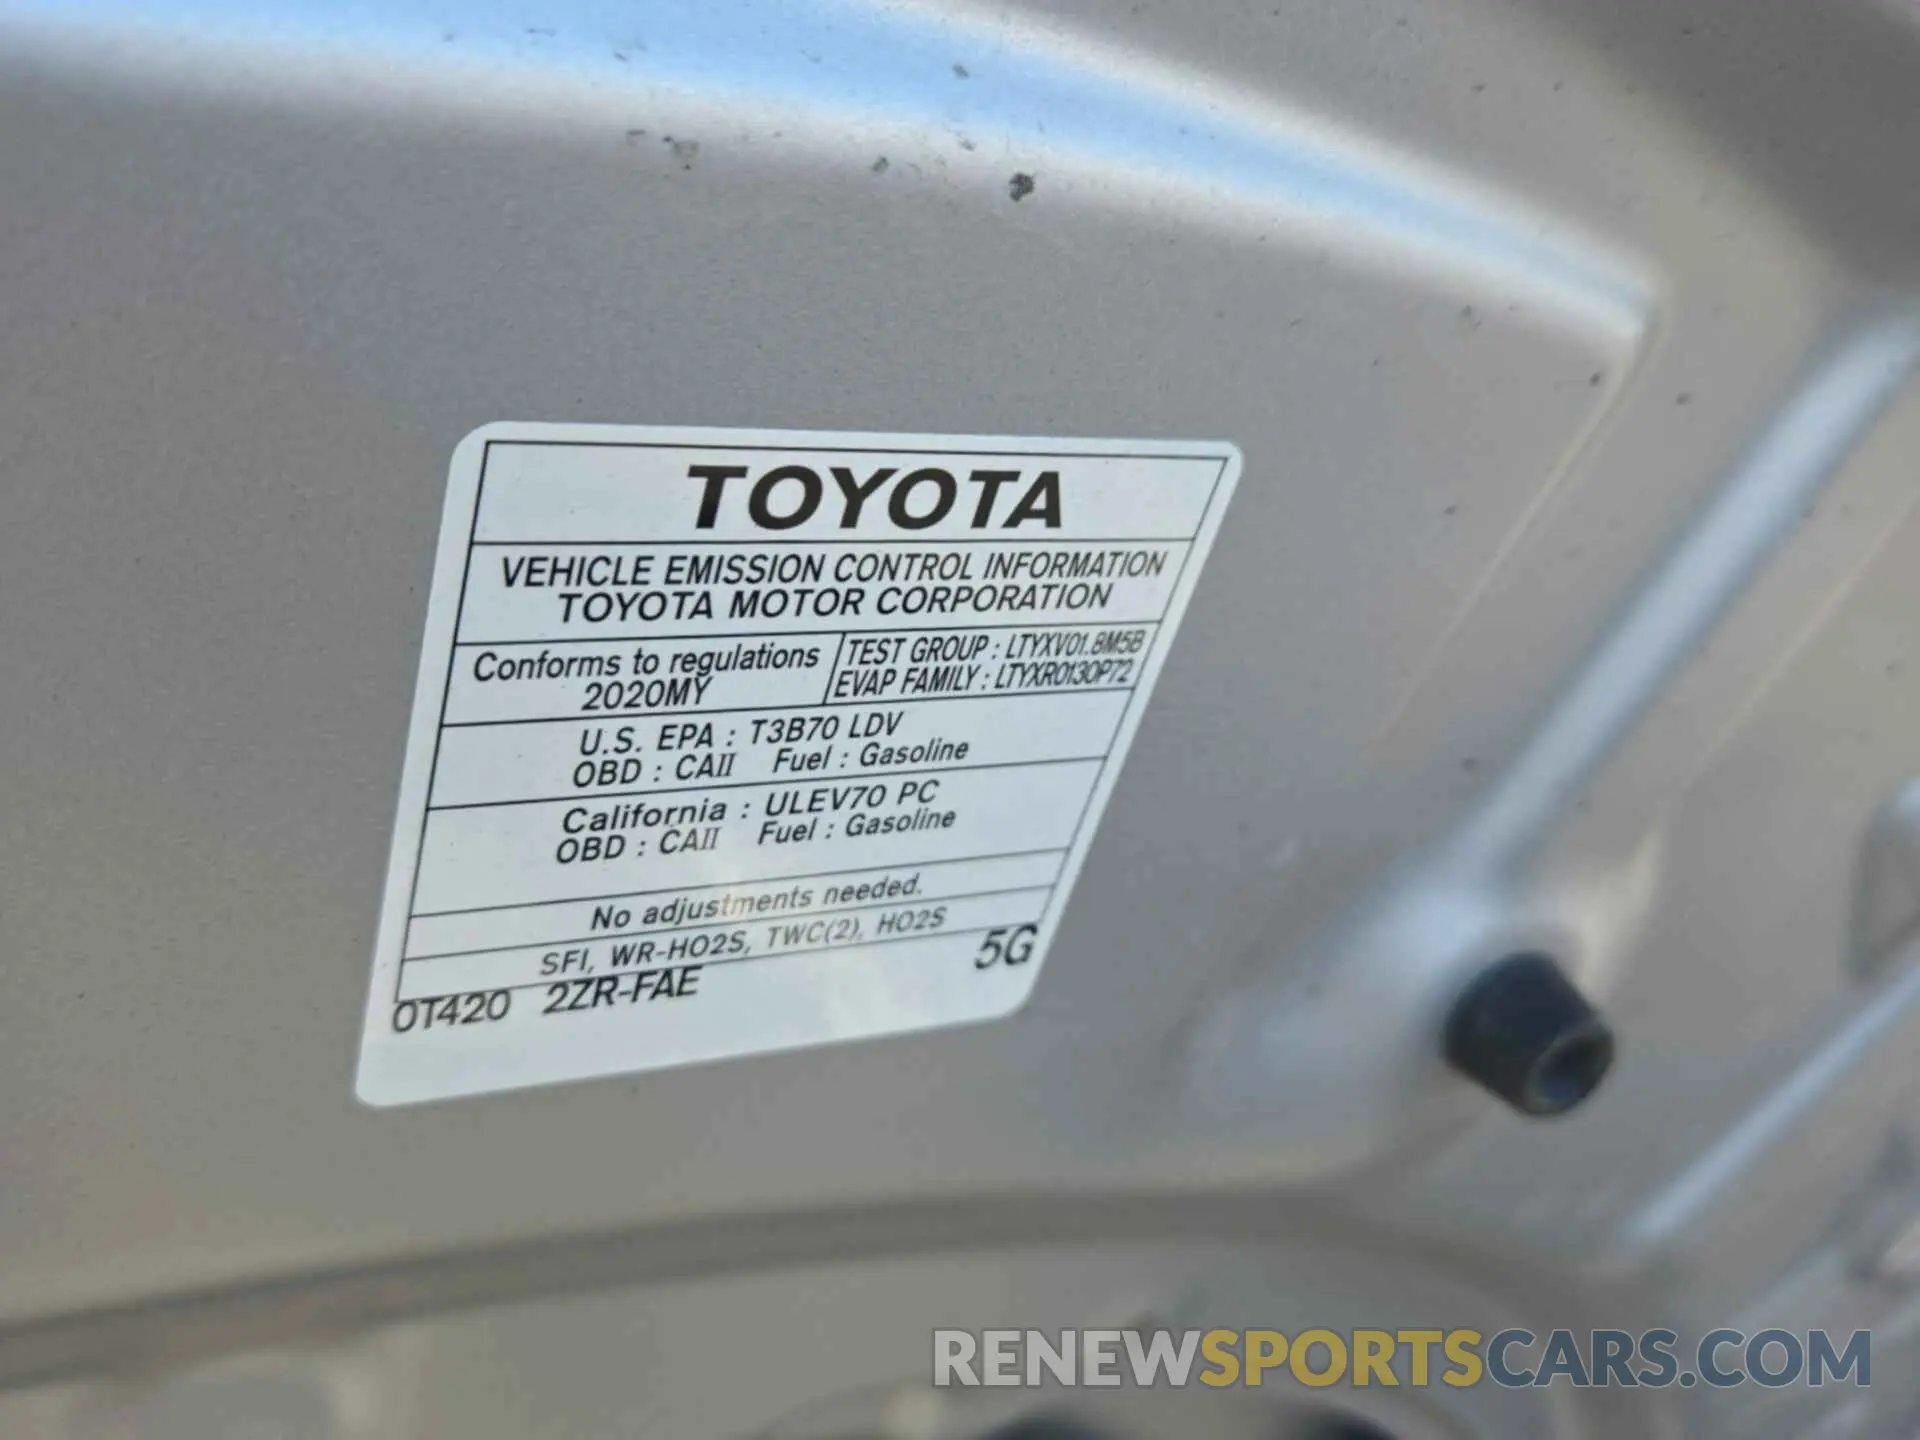 TOYOTA
VEHICLE EMISSION CONTROL INFORMATION
TOYOTA MOTOR CORPORATION
Conforms to regulations
2020MY
TEST GROUP : LTYXV01.8M5B
EVAP FAMILY : LTYXR0130P72
U.S. EPA : T3B70 LDV
OBD : CAII Fuel : Gasoline
California : ULEV70 PC
OBD : CAII Fuel : Gasoline
No adjustments needed.
SFI, WR-HO2S, TWC(2), HO2S
0T420 2ZR-FAE 5G
RENEWSPORTSCARS.COM